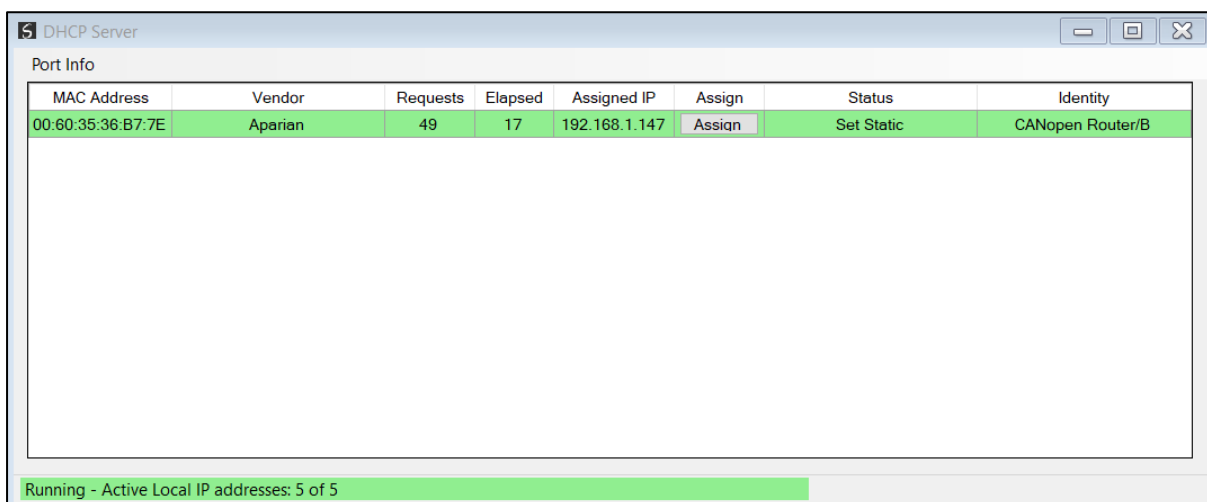 DHCP Server
Port Info
MAC Address Vendor Requests Elapsed Assigned IP Assign Status Identity
00:60:35:36:B7:7E Aparian 49 17 192.168.1.147 Assign Set Static CANopen Router/B
Running - Active Local IP addresses: 5 of 5